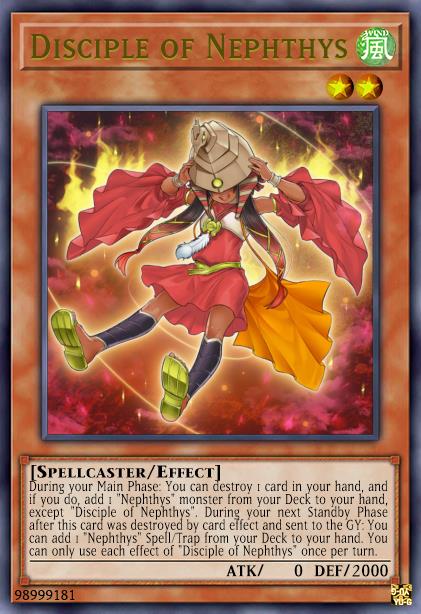 DISCIPLE OF NEPHTHYS
WIND
風
[SPELLCASTER/EFFECT]
During your Main Phase: You can destroy 1 card in your hand, and
if you do, add 1 "Nephthys" monster from your Deck to your hand,
except "Disciple of Nephthys". During your next Standby Phase
after this card was destroyed by card effect and sent to the GY: You
can add 1 "Nephthys" Spell/Trap from your Deck to your hand. You
can only use each effect of "Disciple of Nephthys" once per turn.
ATK/ 0 DEF/2000
98999181